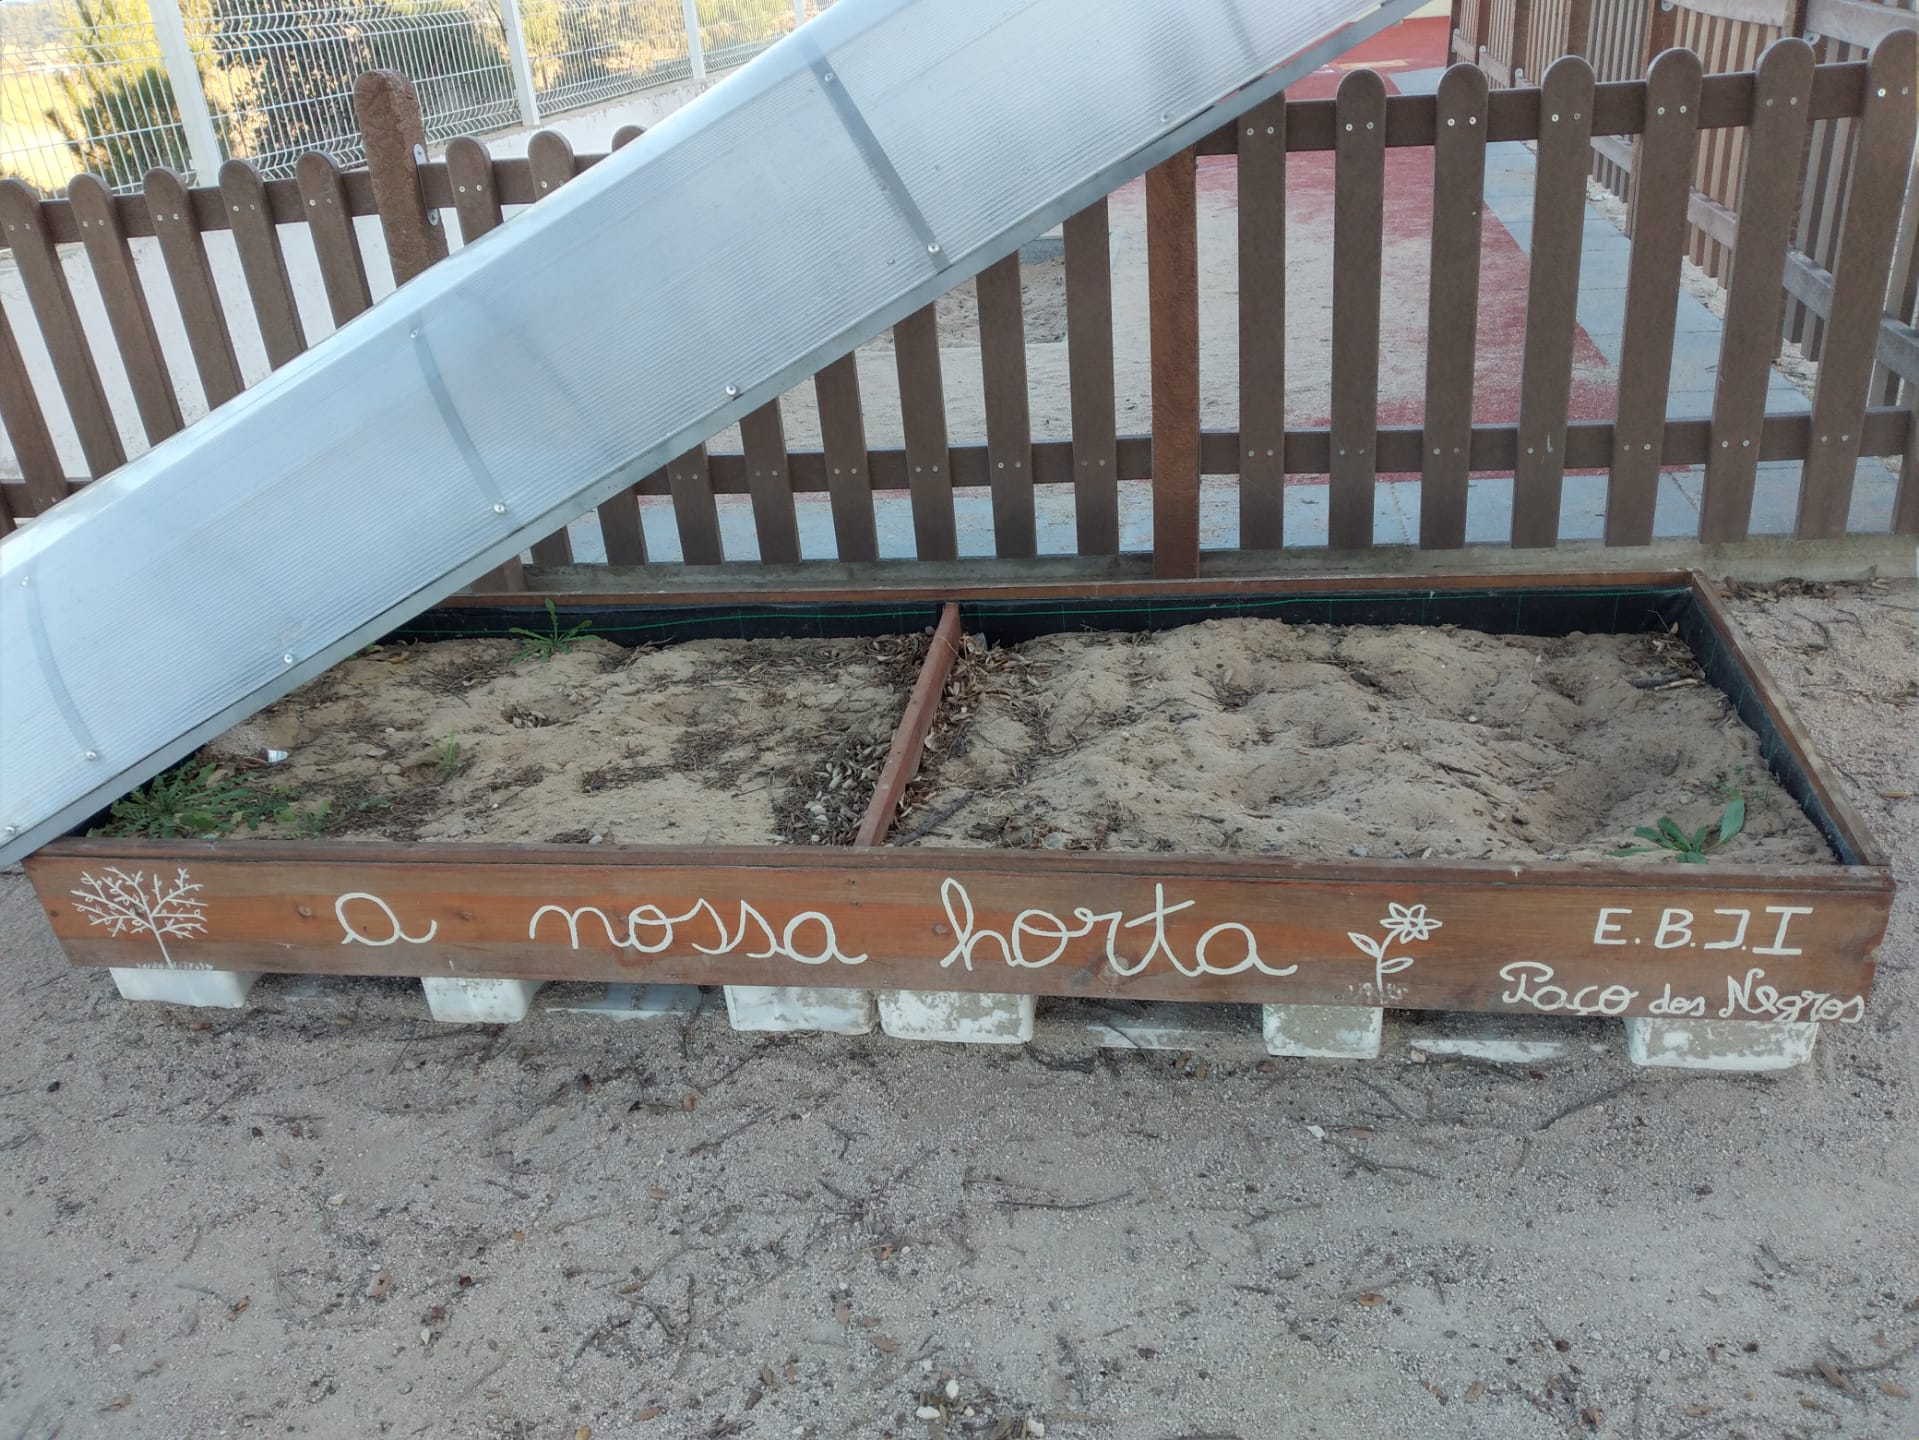 a nossa horta
E.B.J.I
Paço dos Negros